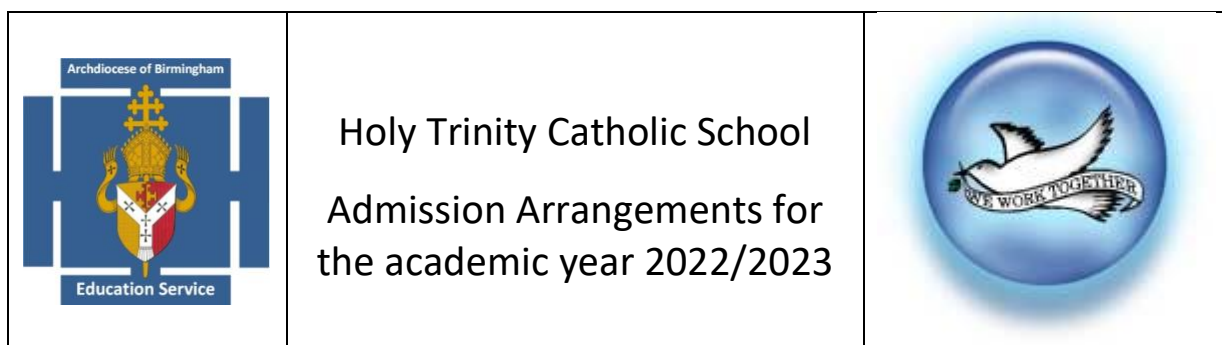 Archdiocese of Birmingham
Education Service
Holy Trinity Catholic School
Admission Arrangements for
the academic year 2022/2023
WE WORK TOGETHER